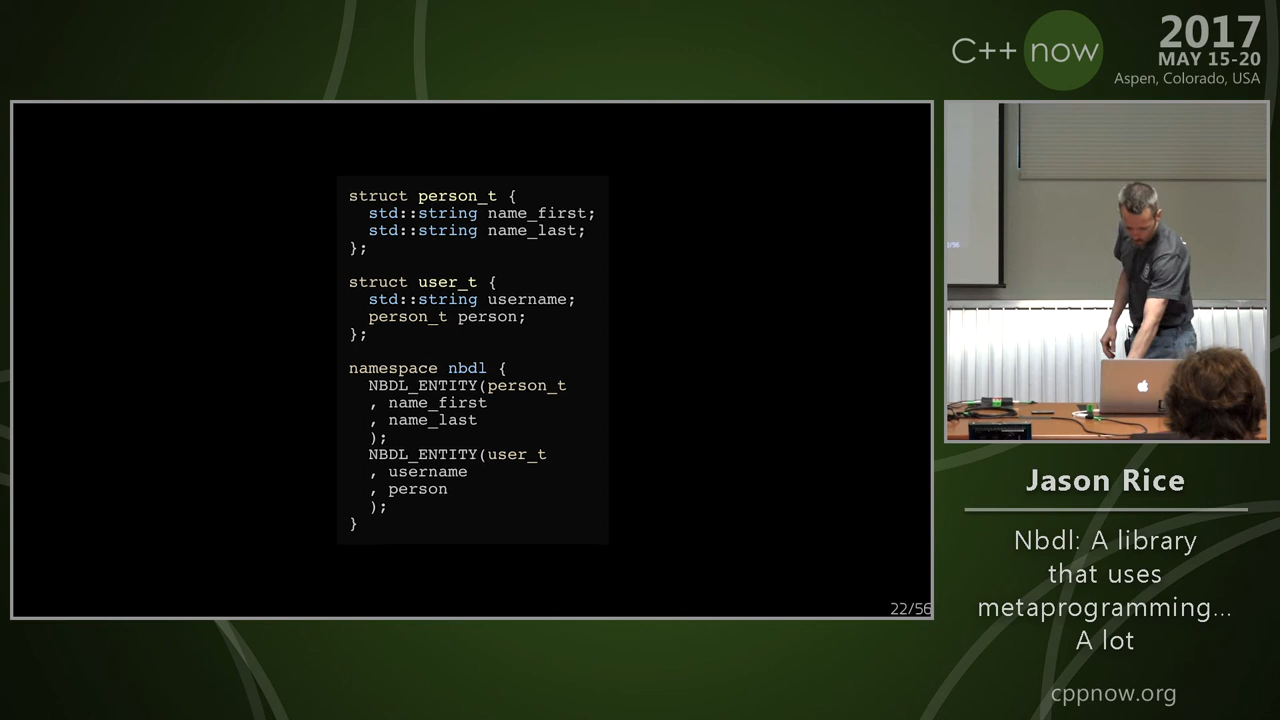 C++ now
2017
MAY 15-20
Aspen, Colorado, USA
struct person_t {
  std::string name_first;
  std::string name_last;
};
struct user_t {
  std::string username;
  person_t person;
};
namespace nbdl {
  NBDL_ENTITY(person_t
  , name_first
  , name_last
  );
  NBDL_ENTITY(user_t
  , username
  , person
  );
}
22/56
Jason Rice
Nbdl: A library
that uses
metaprogramming...
A lot
cppnow.org